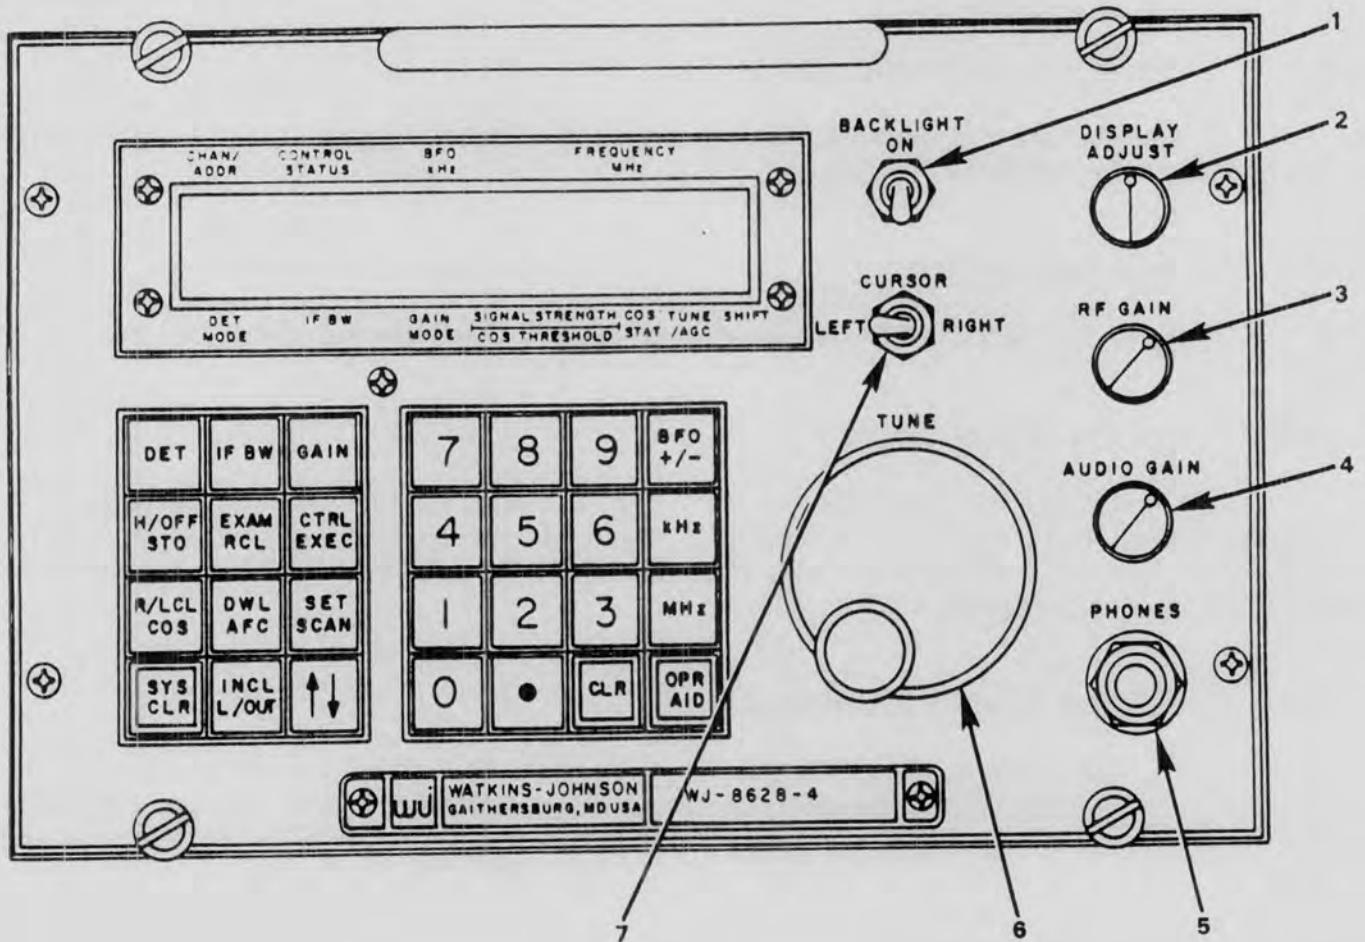 1
BACKLIGHT
ON
DISPLAY
ADJUST
2
CHAN/
ADDR
CONTROL
STATUS
BFO
kHz
FREQUENCY
MHz
CURSOR
LEFT
RIGHT
RF GAIN
3
DET
MODE
IF BW
GAIN
MODE
SIGNAL STRENGTH
COS THRESHOLD
COS
STAT
TUNE SHIFT
/AGC
TUNE
AUDIO GAIN
4
DET
IF BW
GAIN
H/OFF
STO
EXAM
RCL
CTRL
EXEC
R/LCL
COS
DWL
AFC
SET
SCAN
SYS
CLR
INCL
L/OUT
↑↓
7
8
9
BFO
+/-
4
5
6
kHz
1
2
3
MHz
0
•
CLR
OPR
AID
PHONES
wj
WATKINS-JOHNSON
GAITHERSBURG, MD USA
WJ-8628-4
7
6
5